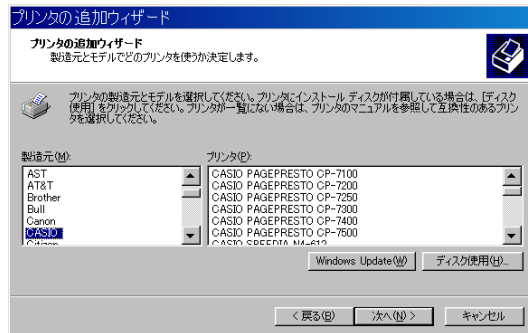 プリンタの追加ウィザード
プリンタの追加ウィザード
製造元とモデルでどのプリンタを使うか決定します。
プリンタの製造元とモデルを選択してください。プリンタにインストール ディスクが付属している場合は、[ディスク
使用] をクリックしてください。プリンタが一覧にない場合は、プリンタのマニュアルを参照して互換性のあるプリン
タを選択してください。
製造元(M):
プリンタ(P):
AST
AT&T
Brother
Bull
Canon
CASIO
Citizen
CASIO PAGEPRESTO CP-7100
CASIO PAGEPRESTO CP-7200
CASIO PAGEPRESTO CP-7250
CASIO PAGEPRESTO CP-7300
CASIO PAGEPRESTO CP-7400
CASIO PAGEPRESTO CP-7500
CASIO SPEEDIA N4-612
Windows Update(W)
ディスク使用(H)...
< 戻る(B)
次へ(N) >
キャンセル